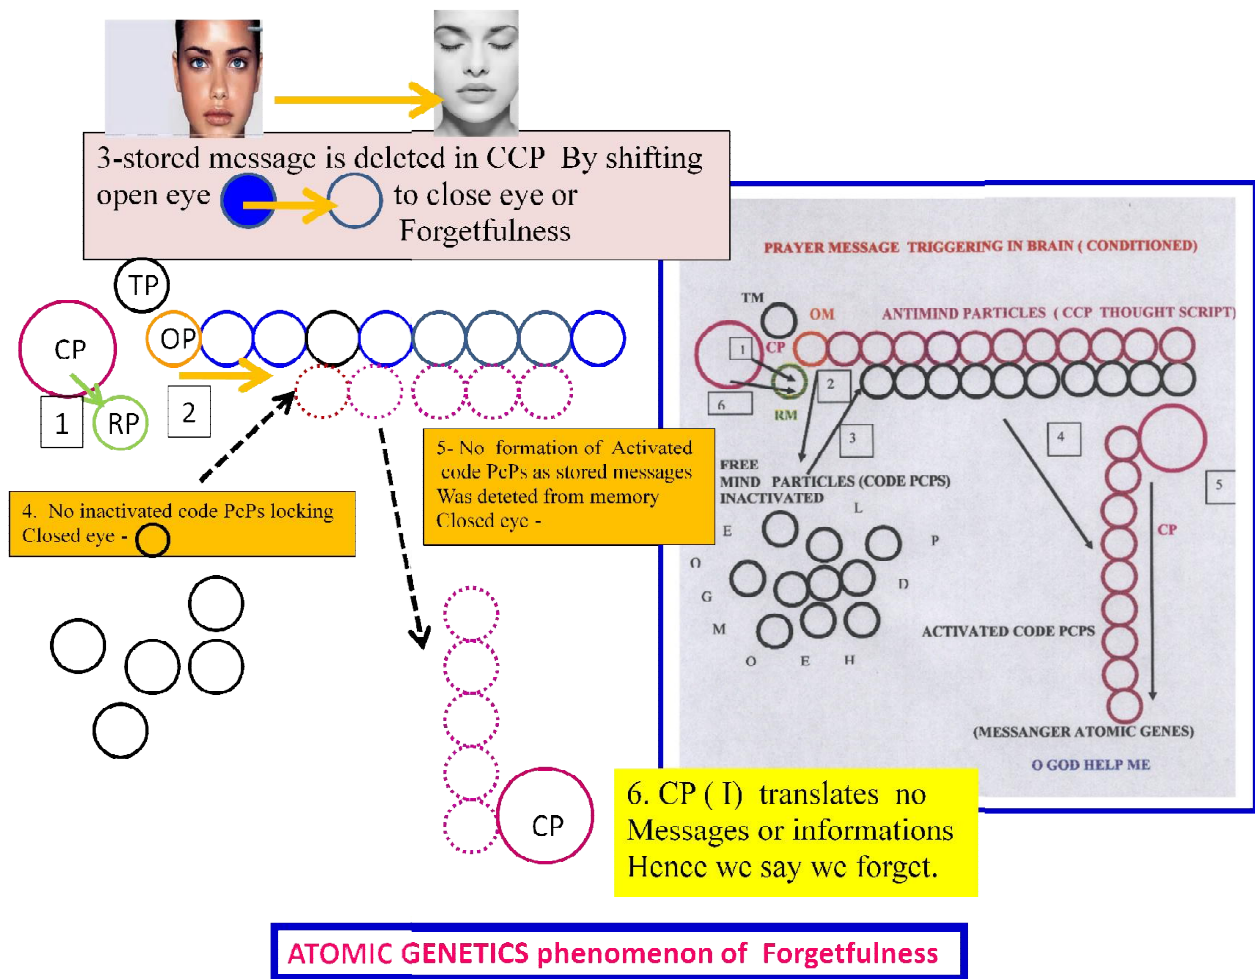 3-stored message is deleted in CCP By shifting
open eye to close eye or
Forgetfulness
TP
CP
OP
1
RP
2
4. No inactivated code PcPs locking
Closed eye -
5- No formation of Activated
code PcPs as stored messages
Was deteted from memory
Closed eye -
CP
6. CP ( I) translates no
Messages or informations
Hence we say we forget.
PRAYER MESSAGE TRIGGERING IN BRAIN ( CONDITIONED)
TM
OM
ANTIMIND PARTICLES ( CCP THOUGHT SCRIPT)
1
CP
6
RM
2
3
4
5
FREE
MIND PARTICLES (CODE PCPS)
INACTIVATED
L
E
P
O
D
G
M
O
E
H
CP
ACTIVATED CODE PCPS
(MESSANGER ATOMIC GENES)
O GOD HELP ME
ATOMIC GENETICS phenomenon of Forgetfulness